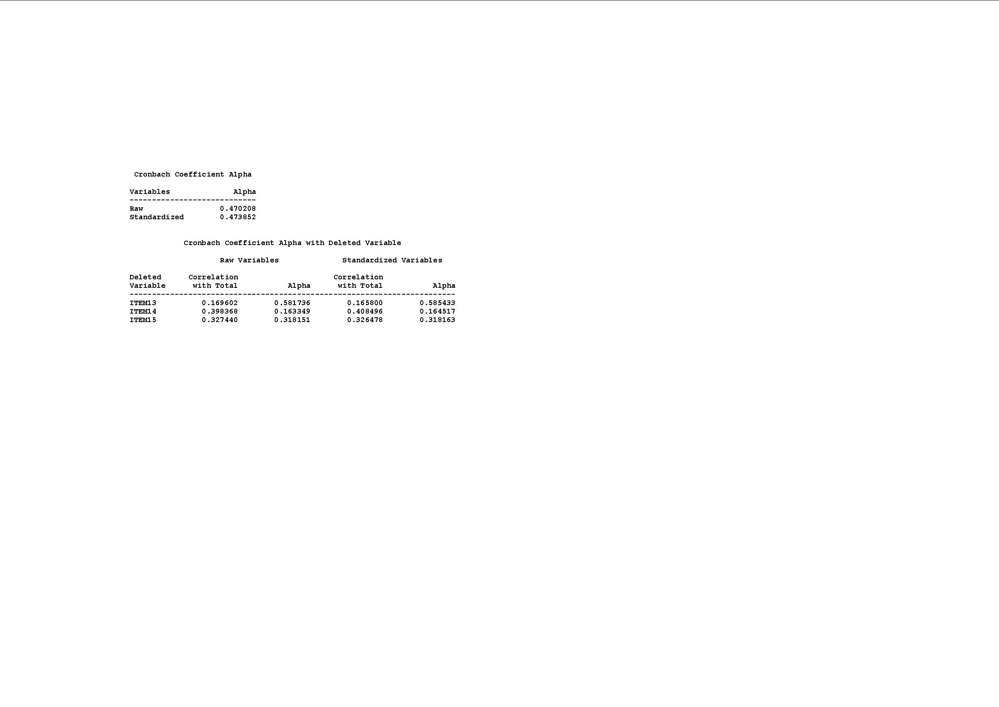 Cronbach Coefficient Alpha
Variables Alpha
----------------------------
Raw 0.470208
Standardized 0.473852
Cronbach Coefficient Alpha with Deleted Variable
Raw Variables Standardized Variables
Deleted Correlation Correlation
Variable with Total Alpha with Total Alpha
------------------------------------------------------------------------
ITEM13 0.169602 0.581736 0.165800 0.585433
ITEM14 0.398368 0.163349 0.408496 0.164517
ITEM15 0.327440 0.318151 0.326478 0.318163